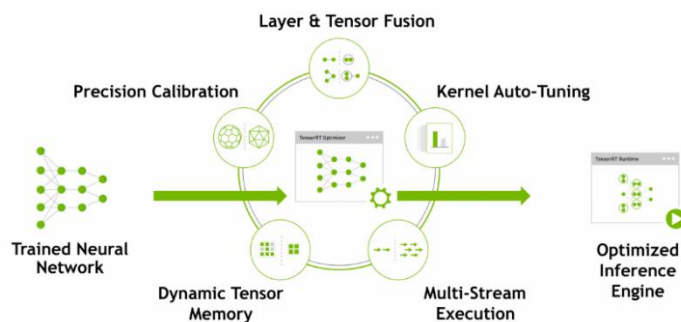 Layer & Tensor Fusion
Precision Calibration
Kernel Auto-Tuning
TensorRT Optimizer
TensorRT Runtime
Trained Neural
Network
Optimized
Inference
Engine
Dynamic Tensor
Memory
Multi-Stream
Execution